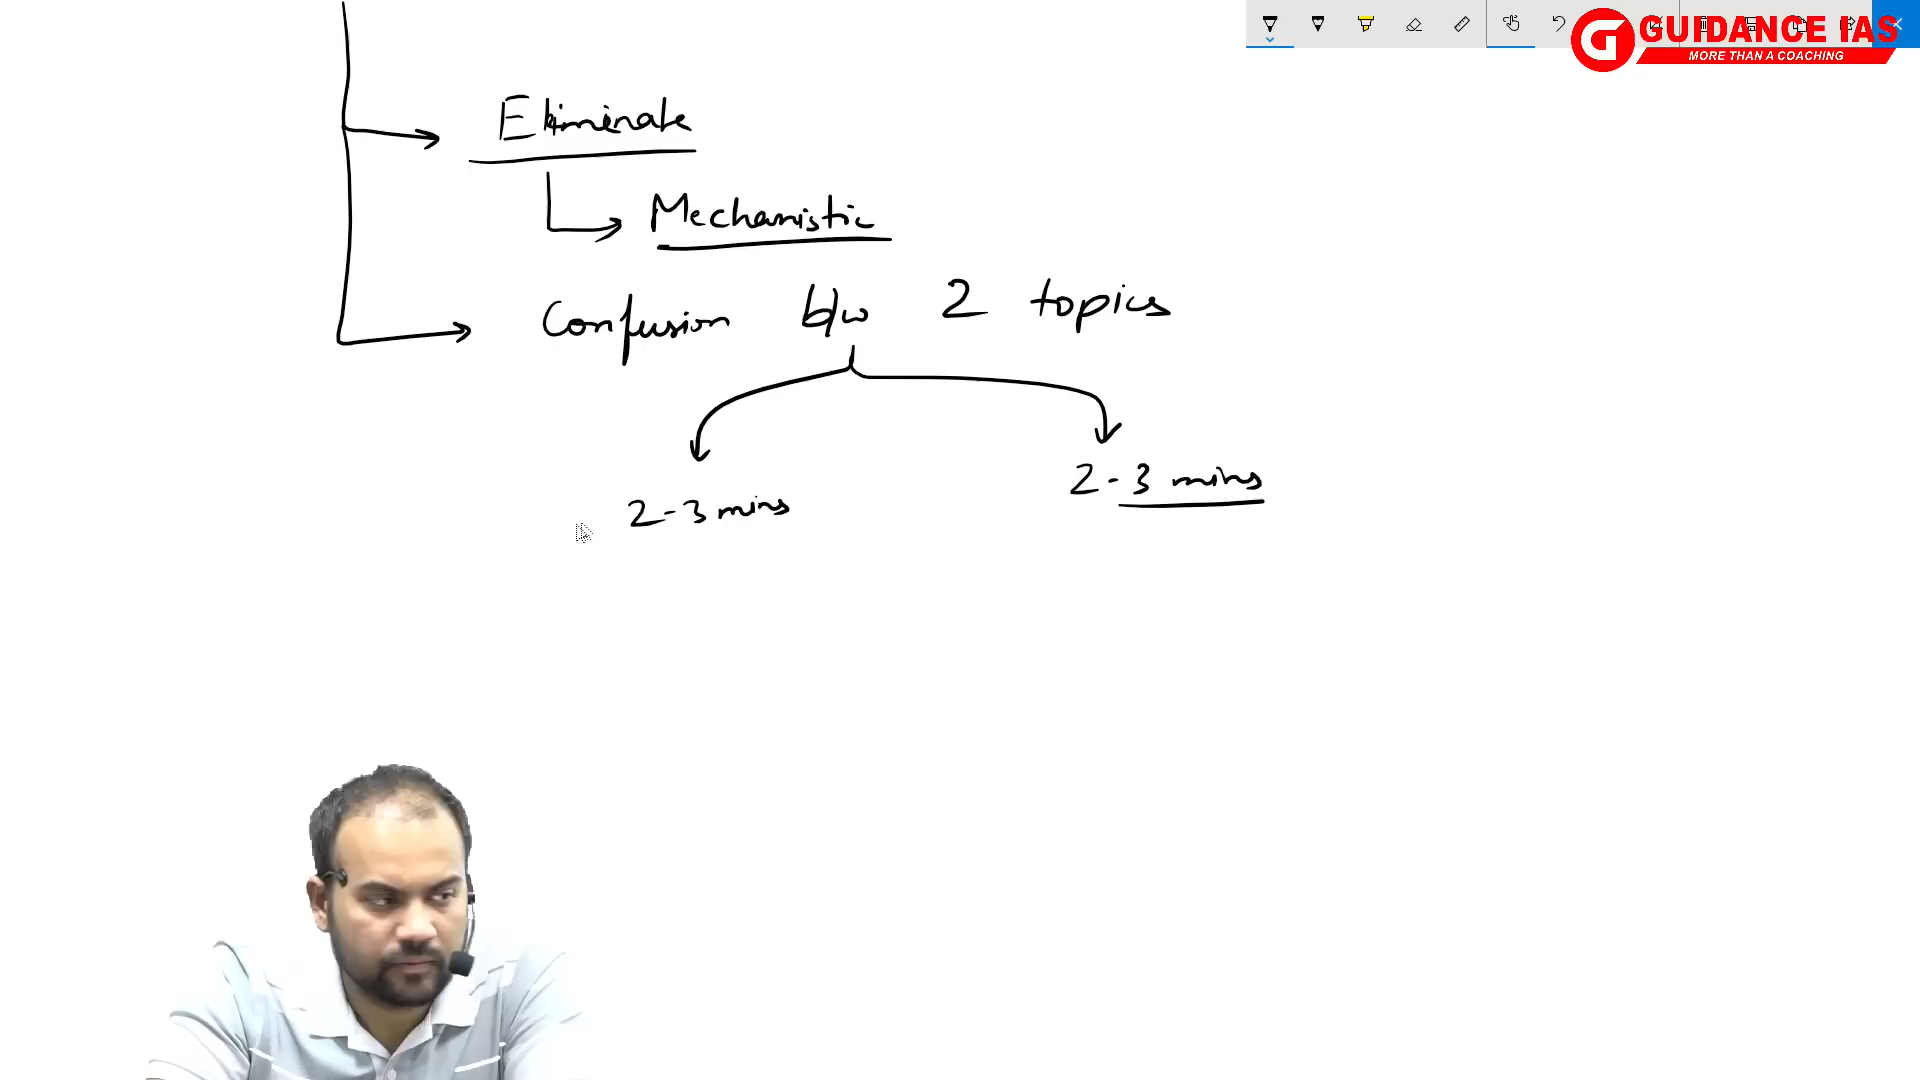 GUIDANCE IAS
MORE THAN A COACHING
Eliminate
Mechanistic
Confusion b/w 2 topics
2-3 mins
2-3 mins